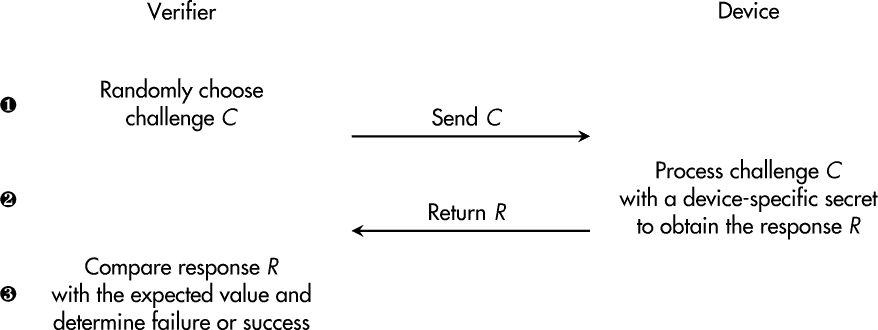 Verifier
Device
❶
Randomly choose
challenge C
Send C
❷
Process challenge C
with a device-specific secret
to obtain the response R
Return R
❸
Compare response R
with the expected value and
determine failure or success